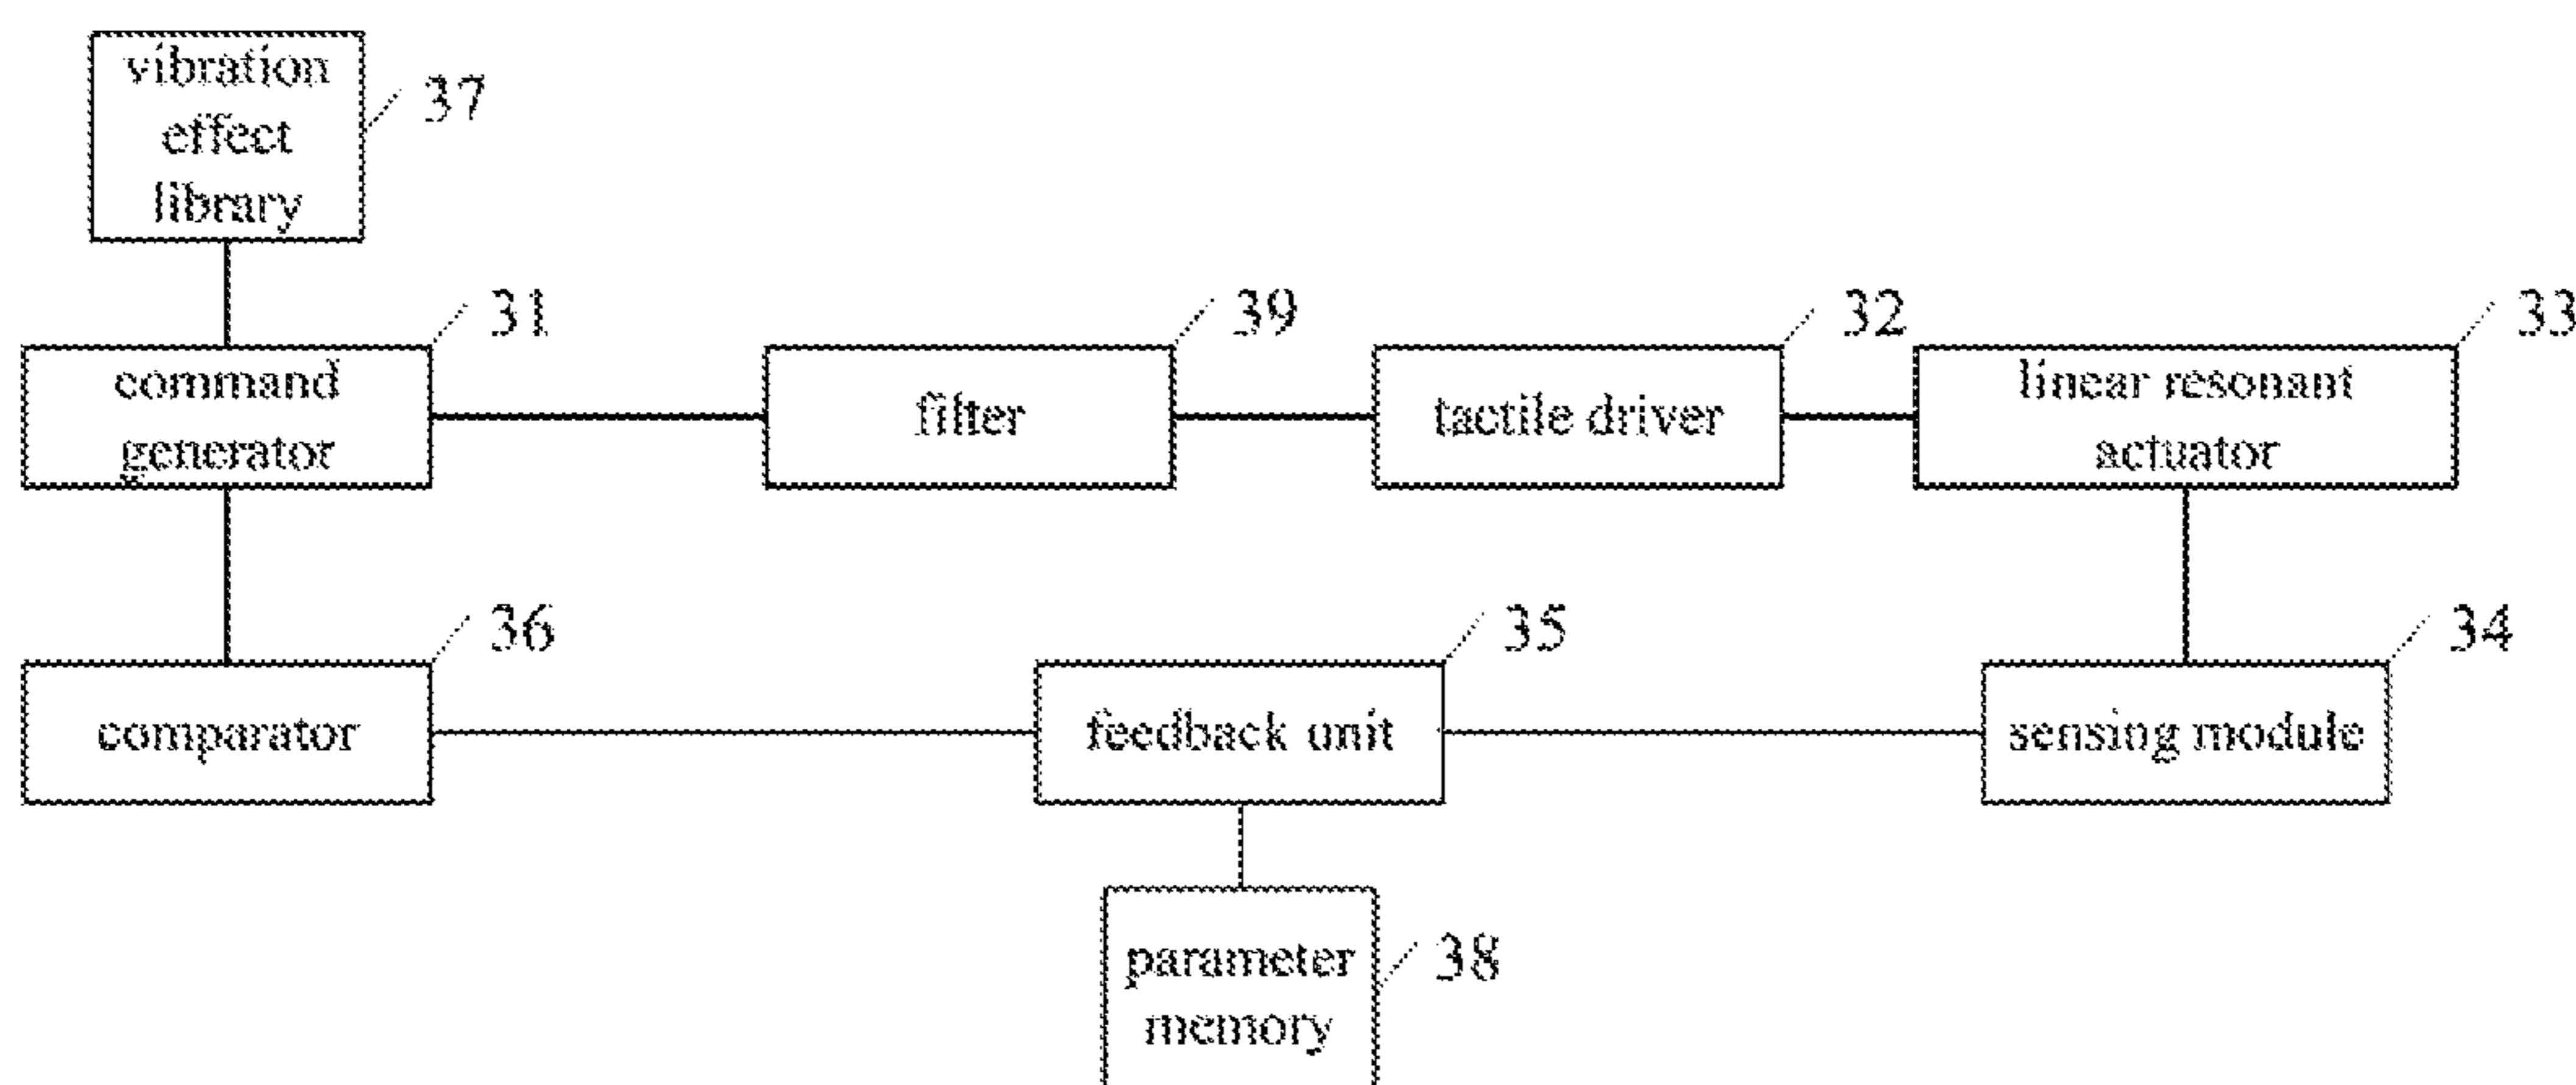 vibration
effect
library
37
31
39
32
33
command
generator
filter
tactile driver
linear resonant
actuator
36
35
34
comparator
feedback unit
sensing module
parameter
memory
38